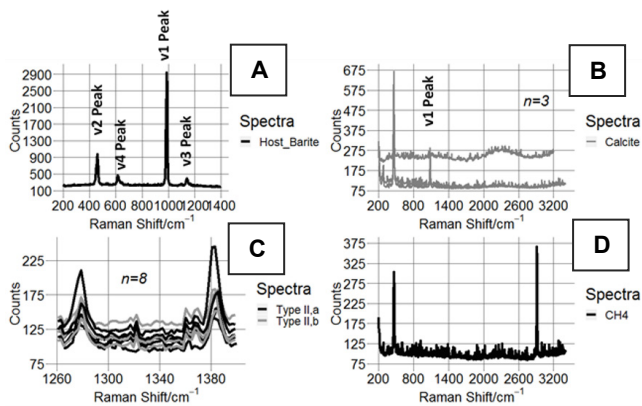 A
v2 Peak
v4 Peak
v1 Peak
v3 Peak
Counts
2900
2500
2100
1700
1300
900
500
100
200 400 600 800 1000 1200 1400
Raman Shift/cm⁻¹
Spectra
Host_Barite
B
v1 Peak
n=3
Counts
675
575
475
375
275
175
75
200 800 1400 20000 2600 3200
Raman Shift/cm⁻¹
Spectra
Calcite
C
n=8
Counts
225
175
125
75
1260 1300 1340 1380
Raman Shift/cm⁻¹
Spectra
Type II,a
Type II,b
D
Counts
375
325
275
225
175
125
75
200 800 1400 20000 2600 3200
Raman Shift/cm⁻¹
Spectra
CH4